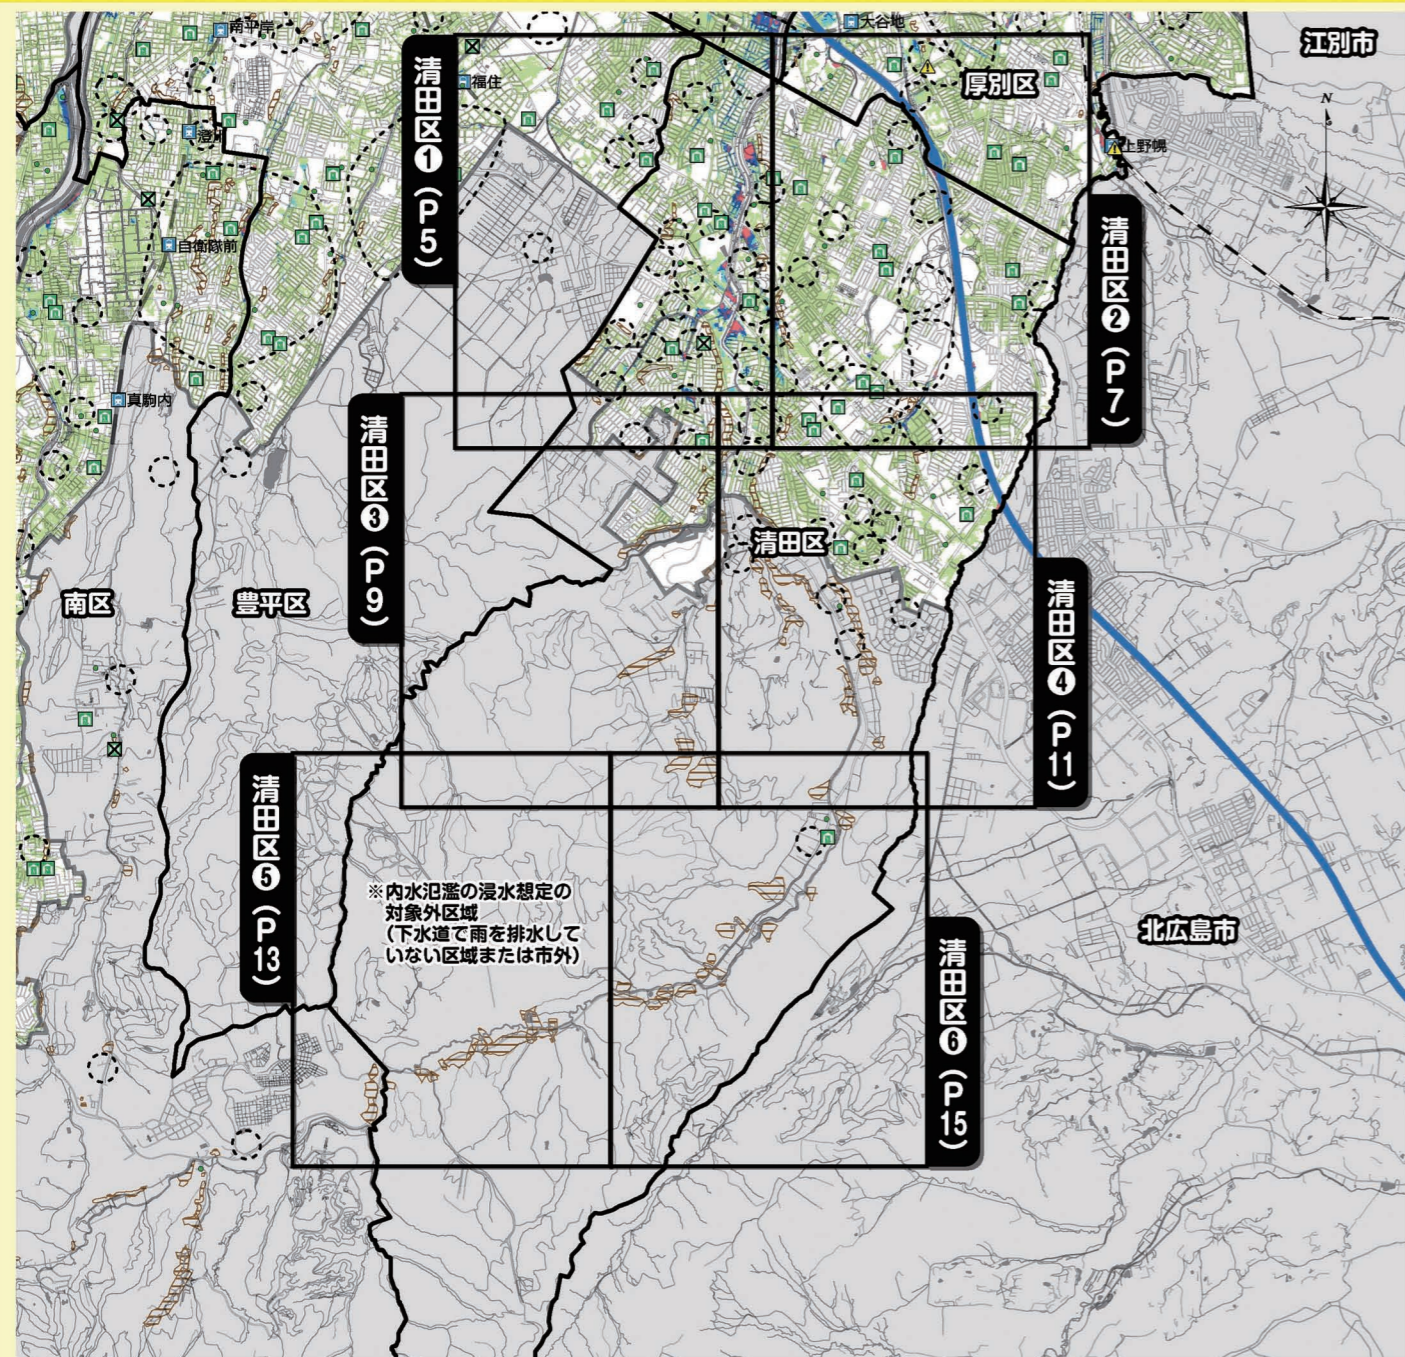 南平岸
大谷地
江別市
福住
厚別区
N
澄川
上野幌
清田区❶（P5）
自衛隊前
清田区❷（P7）
真駒内
清田区❸（P9）
清田区
南区
豊平区
清田区❹（P11）
清田区❺（P13）
※内水氾濫の浸水想定の
対象外区域
（下水道で雨を排水して
いない区域または市外）
北広島市
清田区❻（P15）